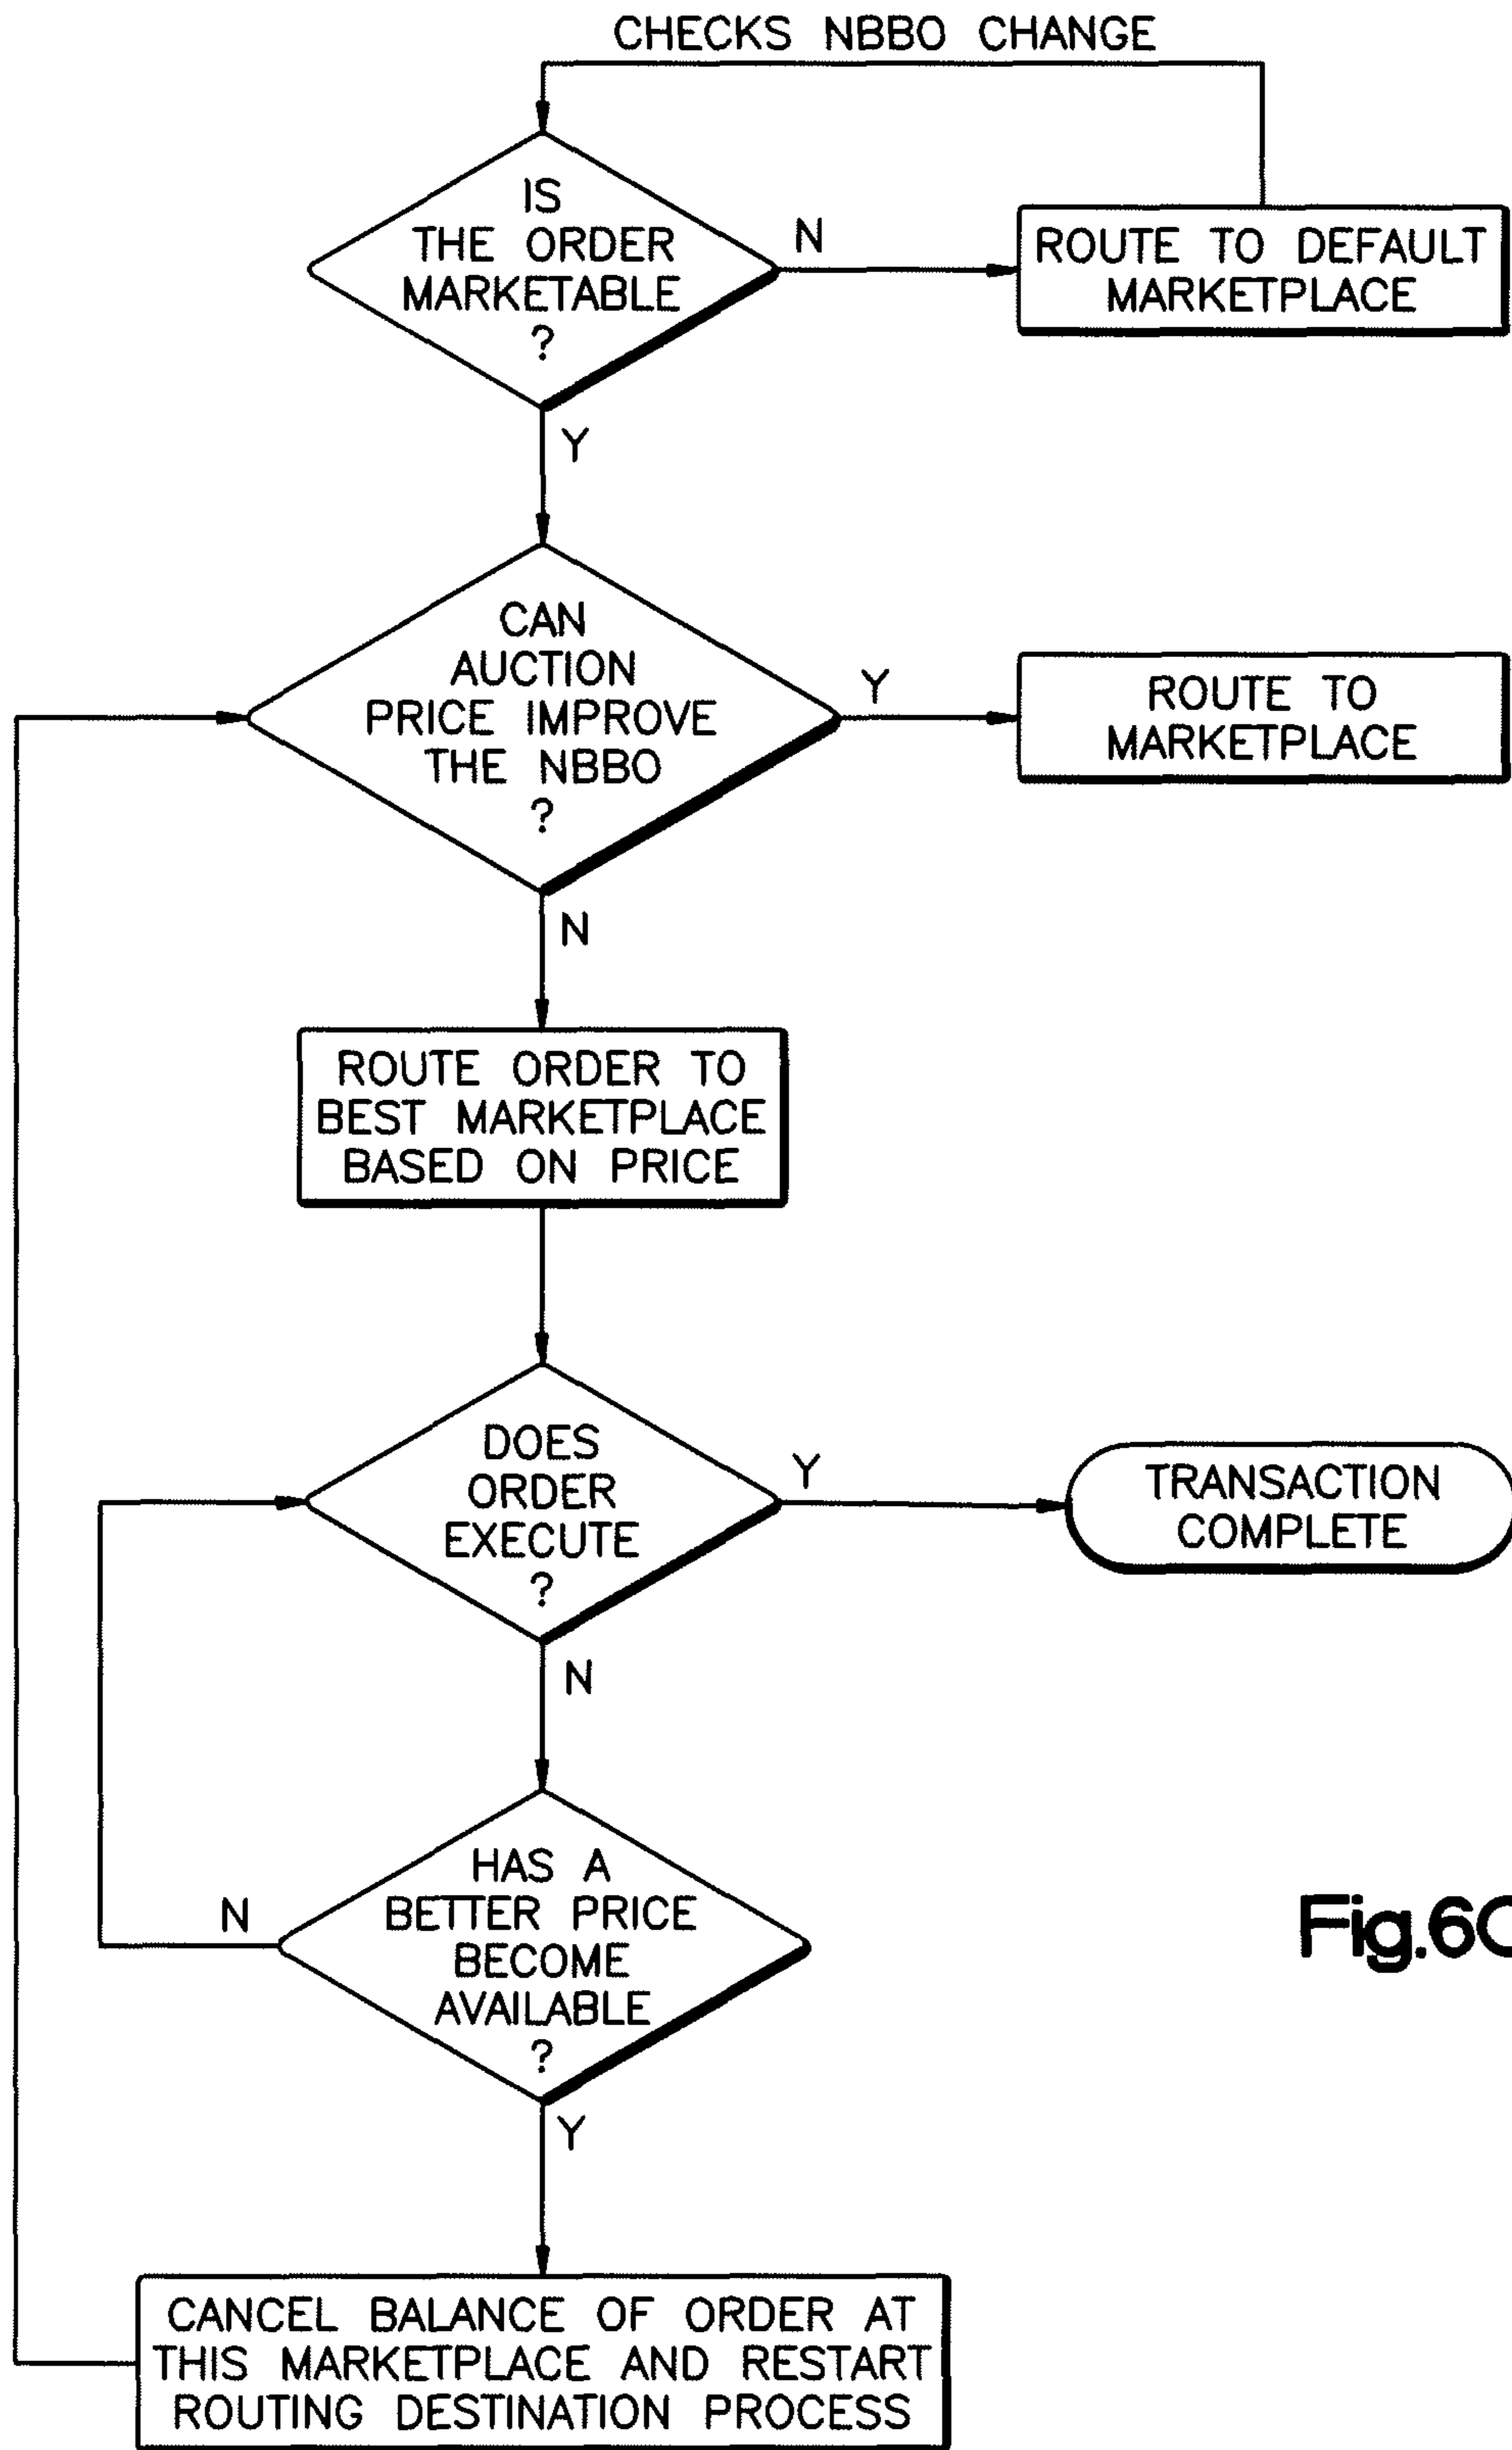 CHECKS NBBO CHANGE
IS
THE ORDER
MARKETABLE
?
N
ROUTE TO DEFAULT
MARKETPLACE
Y
CAN
AUCTION
PRICE IMPROVE
THE NBBO
?
Y
ROUTE TO
MARKETPLACE
N
ROUTE ORDER TO
BEST MARKETPLACE
BASED ON PRICE
DOES
ORDER
EXECUTE
?
Y
TRANSACTION
COMPLETE
N
HAS A
BETTER PRICE
BECOME
AVAILABLE
?
N
Y
CANCEL BALANCE OF ORDER AT
THIS MARKETPLACE AND RESTART
ROUTING DESTINATION PROCESS